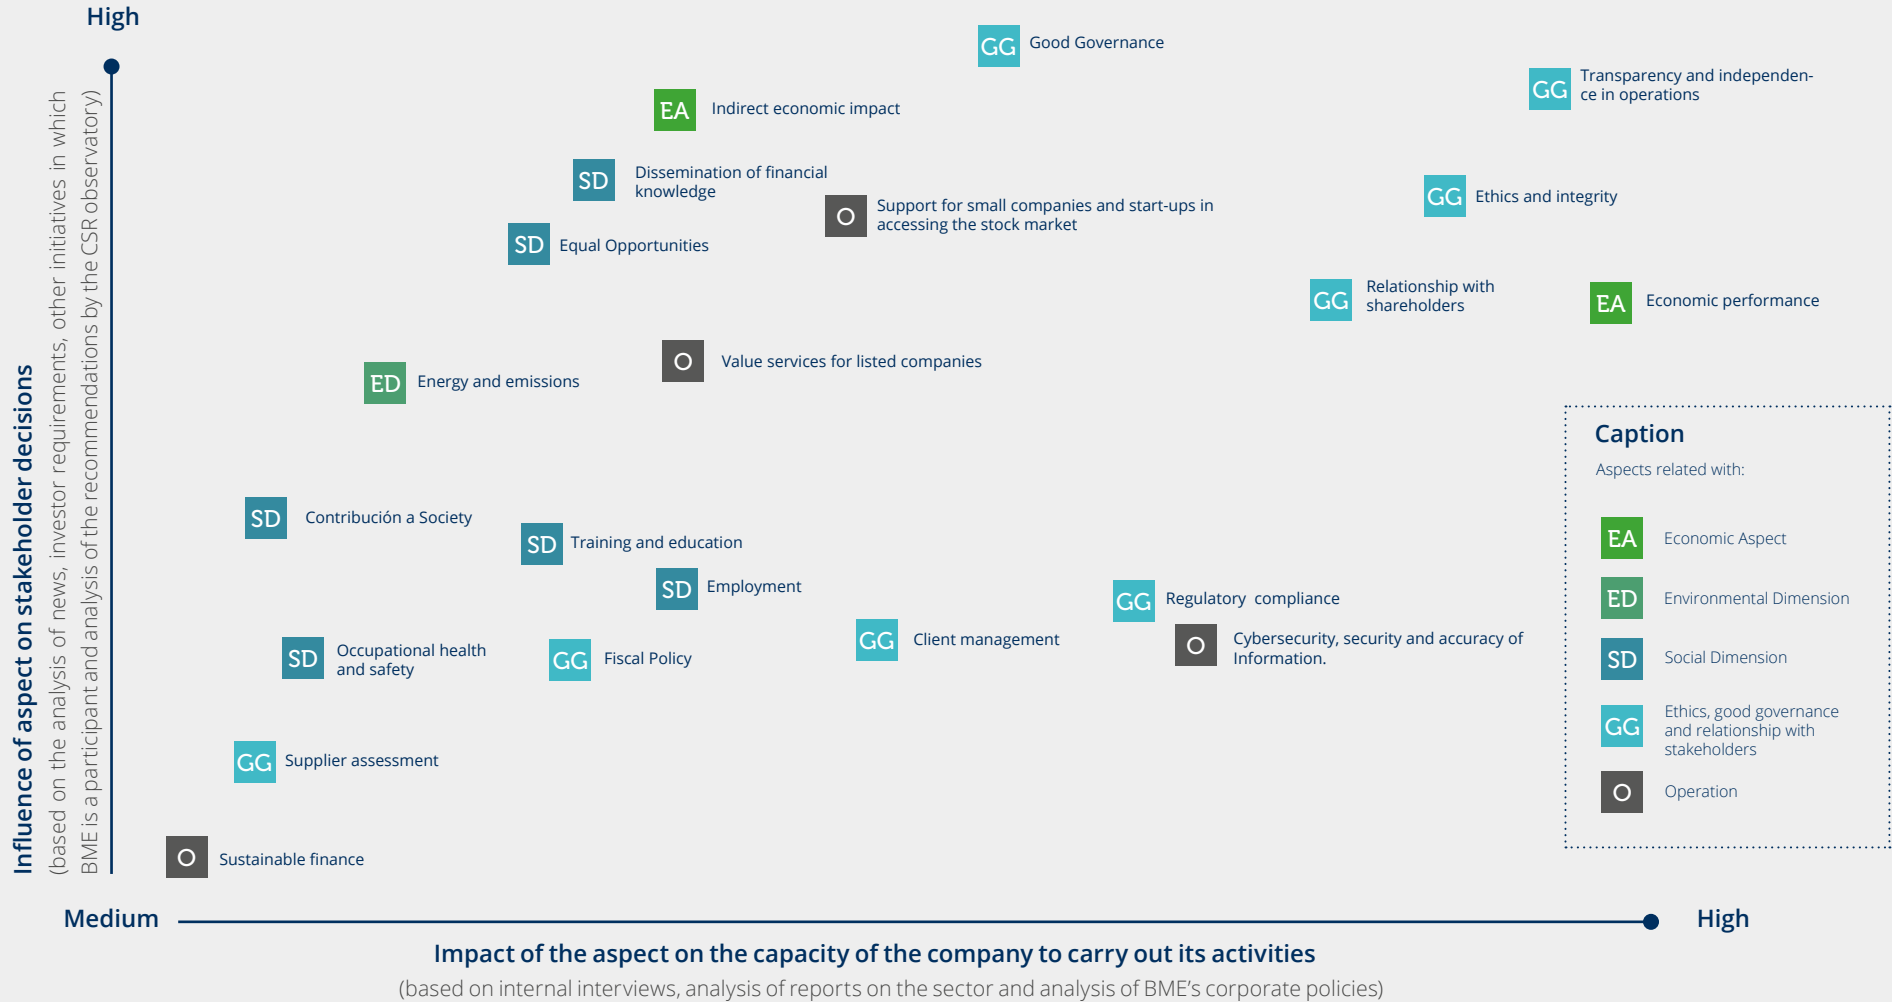 High
GG Good Governance
GG Transparency and independen-
ce in operations
EA Indirect economic impact
SD Dissemination of financial
knowledge
GG Ethics and integrity
O Support for small companies and start-ups in
accessing the stock market
SD Equal Opportunities
GG Relationship with
shareholders
EA Economic performance
O Value services for listed companies
ED Energy and emissions
SD Contribución a Society
SD Training and education
SD Employment
GG Regulatory compliance
GG Client management
O Cybersecurity, security and accuracy of
Information.
SD Occupational health
and safety
GG Fiscal Policy
GG Supplier assessment
O Sustainable finance
Influence of aspect on stakeholder decisions
(based on the analysis of news, investor requirements, other initiatives in which
BME is a participant and analysis of the recommendations by the CSR observatory)
Caption
Aspects related with:
EA Economic Aspect
ED Environmental Dimension
SD Social Dimension
GG Ethics, good governance
and relationship with
stakeholders
O Operation
Medium
High
Impact of the aspect on the capacity of the company to carry out its activities
(based on internal interviews, analysis of reports on the sector and analysis of BME’s corporate policies)